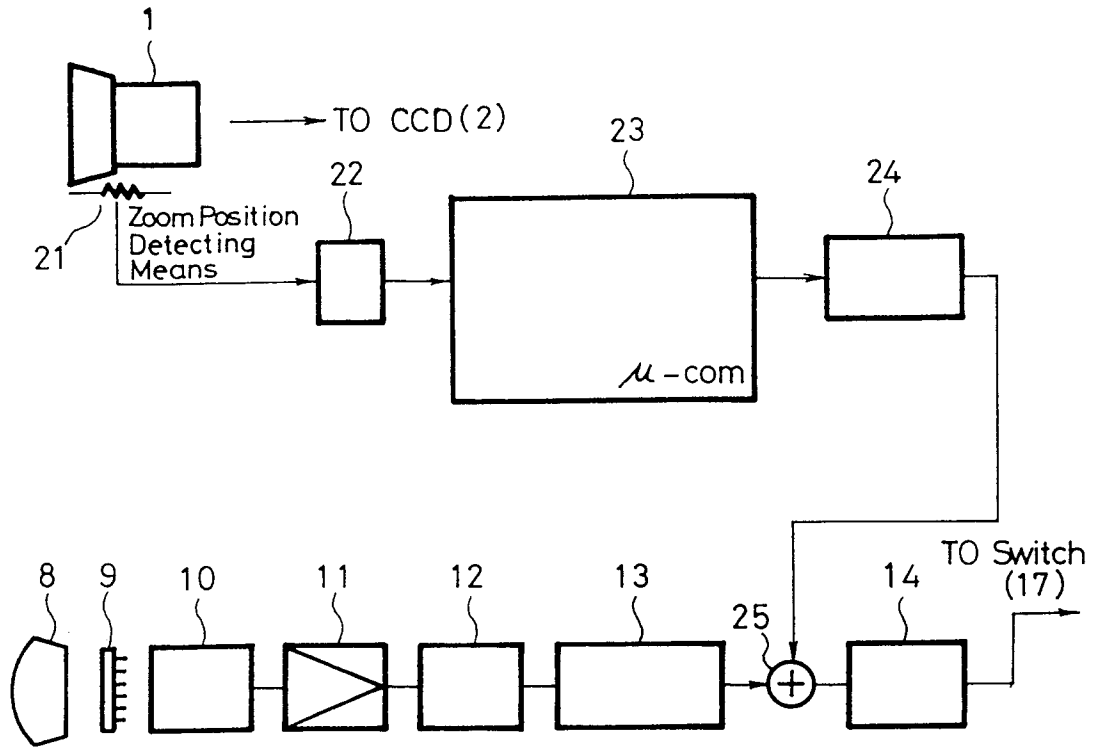 1
TO CCD(2)
23
22
24
21
Zoom Position
Detecting
Means
μ-com
TO Switch
(17)
8
9
10
11
12
13
25
14
+